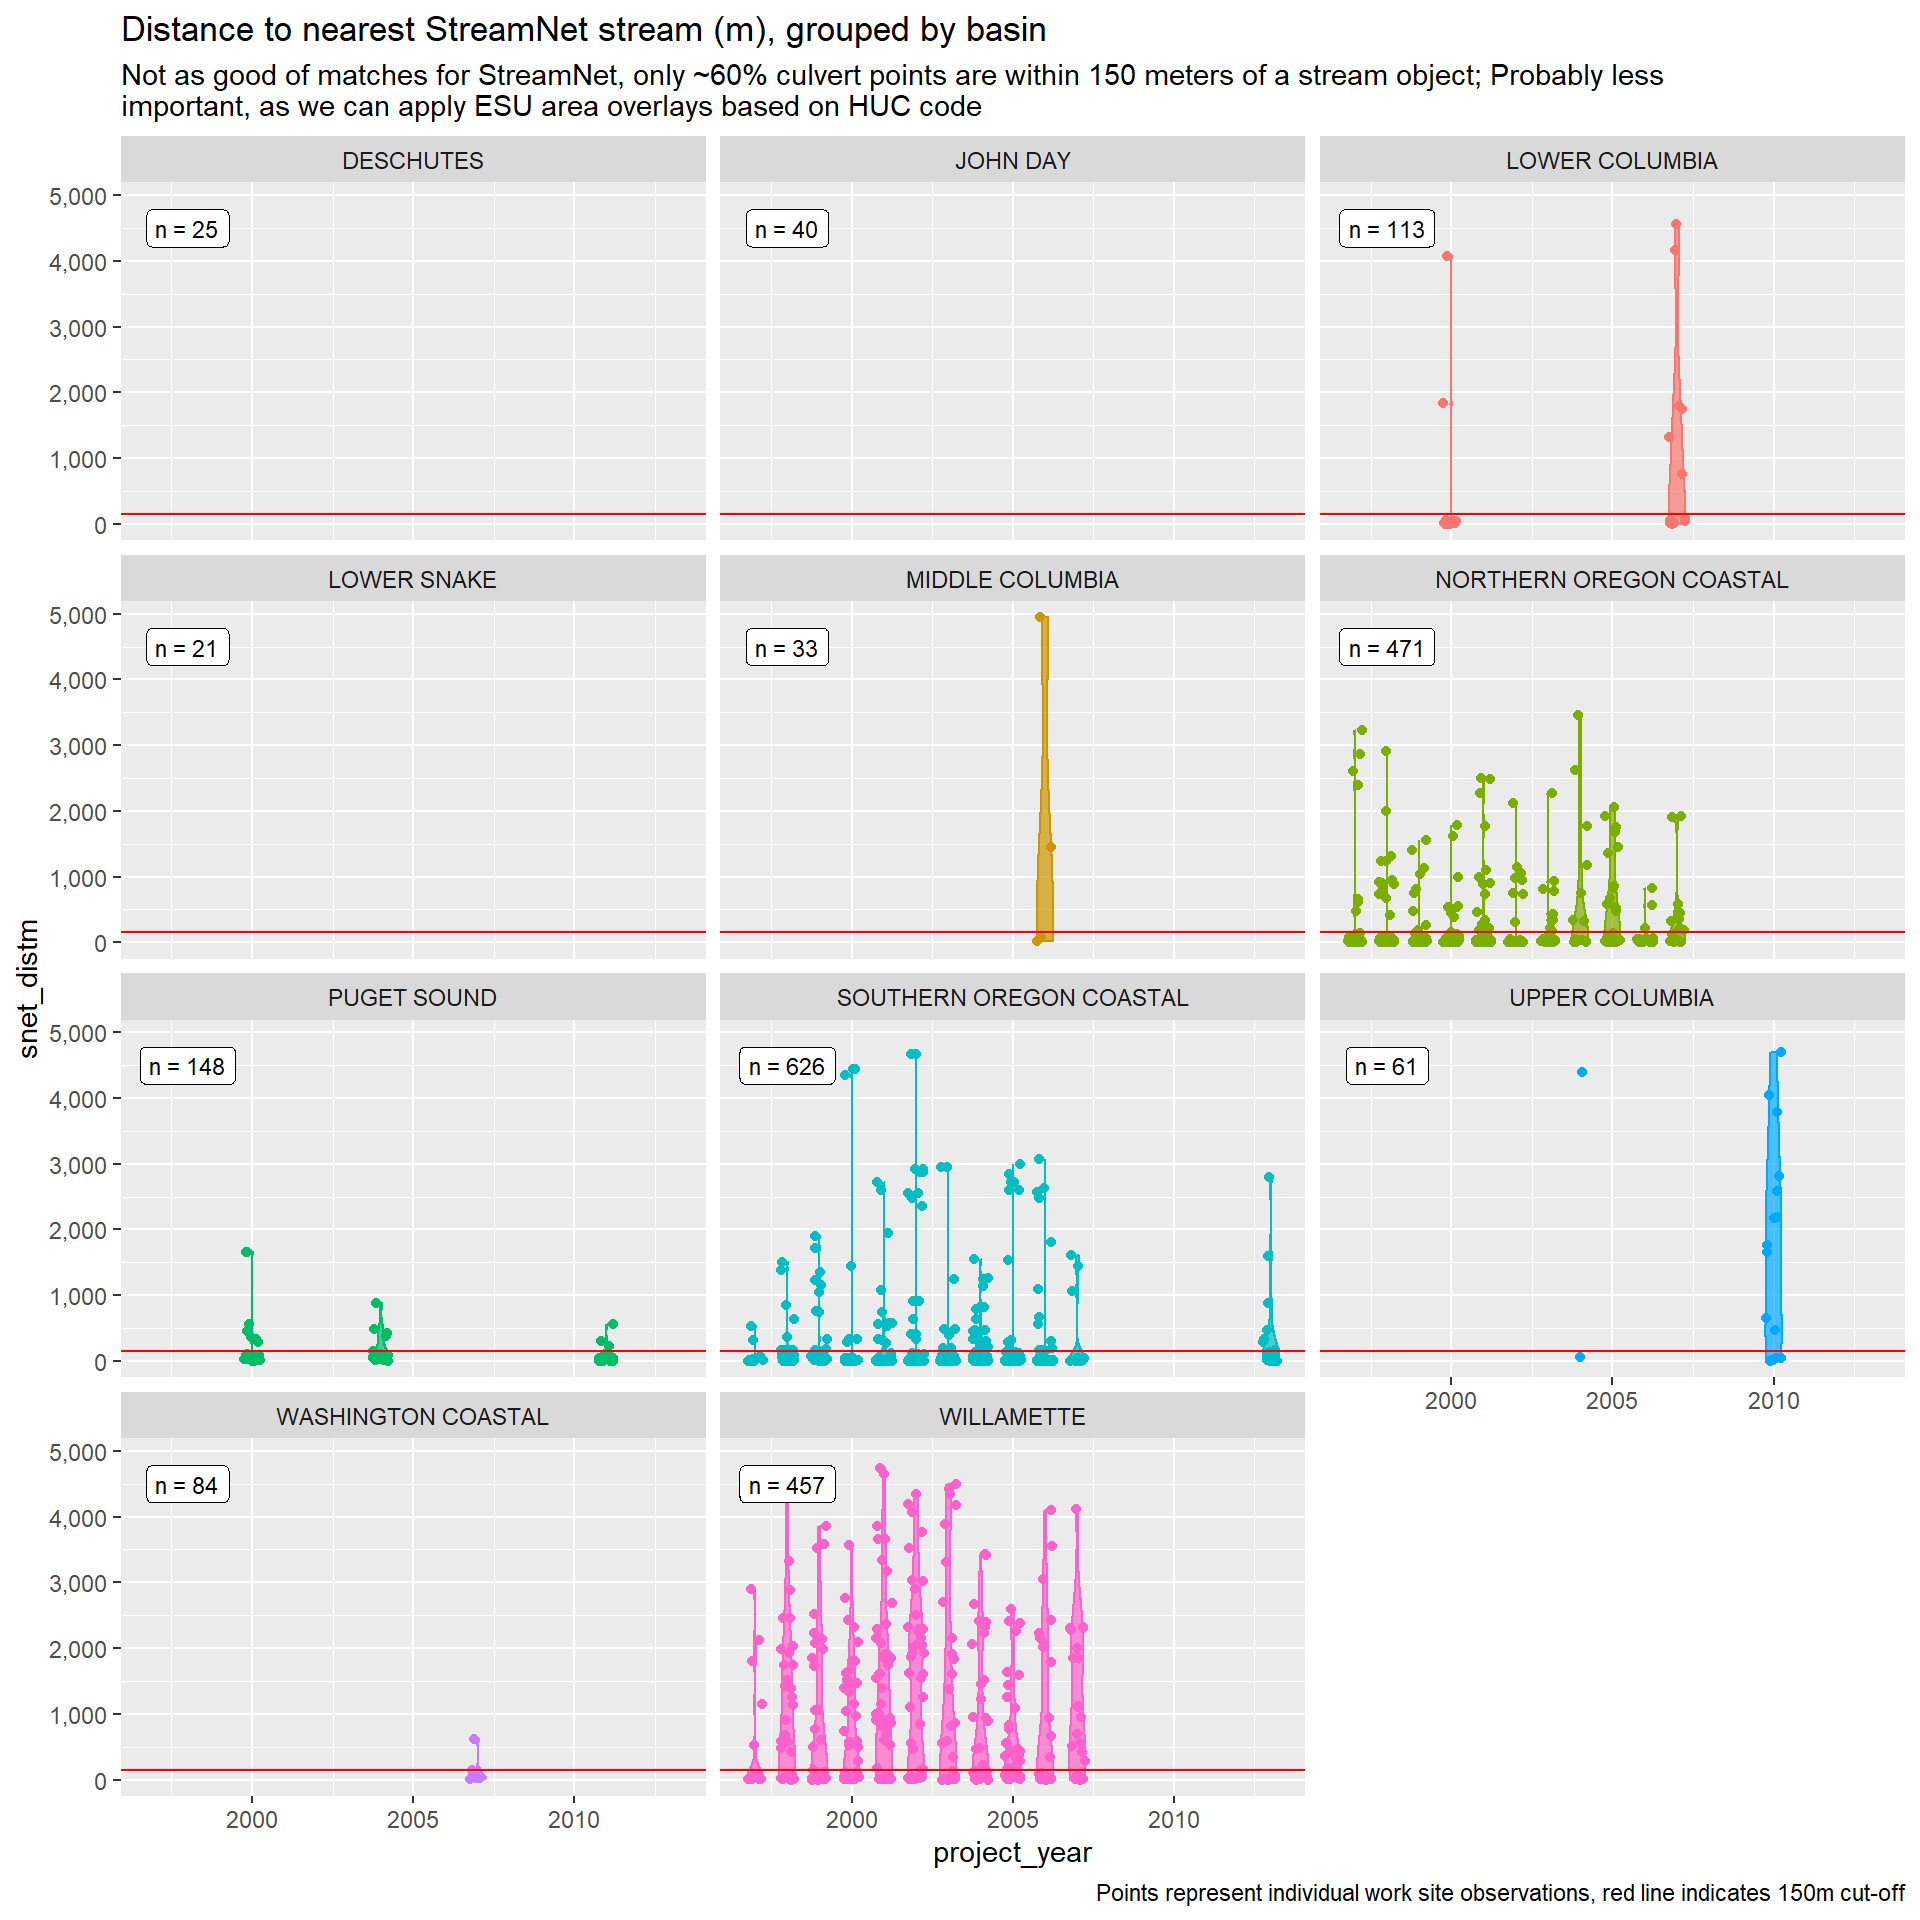 Distance to nearest StreamNet stream (m), grouped by basin
Not as good of matches for StreamNet, only ~60% culvert points are within 150 meters of a stream object; Probably less
important, as we can apply ESU area overlays based on HUC code
DESCHUTES
JOHN DAY
LOWER COLUMBIA
5,000
4,000
3,000
2,000
1,000
0
n = 25
n = 40
n = 113
LOWER SNAKE
MIDDLE COLUMBIA
NORTHERN OREGON COASTAL
5,000
4,000
3,000
2,000
1,000
0
n = 21
n = 33
n = 471
snet_distm
PUGET SOUND
SOUTHERN OREGON COASTAL
UPPER COLUMBIA
5,000
4,000
3,000
2,000
1,000
0
n = 148
n = 626
n = 61
2000
2005
2010
WASHINGTON COASTAL
WILLAMETTE
5,000
4,000
3,000
2,000
1,000
0
n = 84
n = 457
2000
2005
2010
2000
2005
2010
project_year
Points represent individual work site observations, red line indicates 150m cut-off